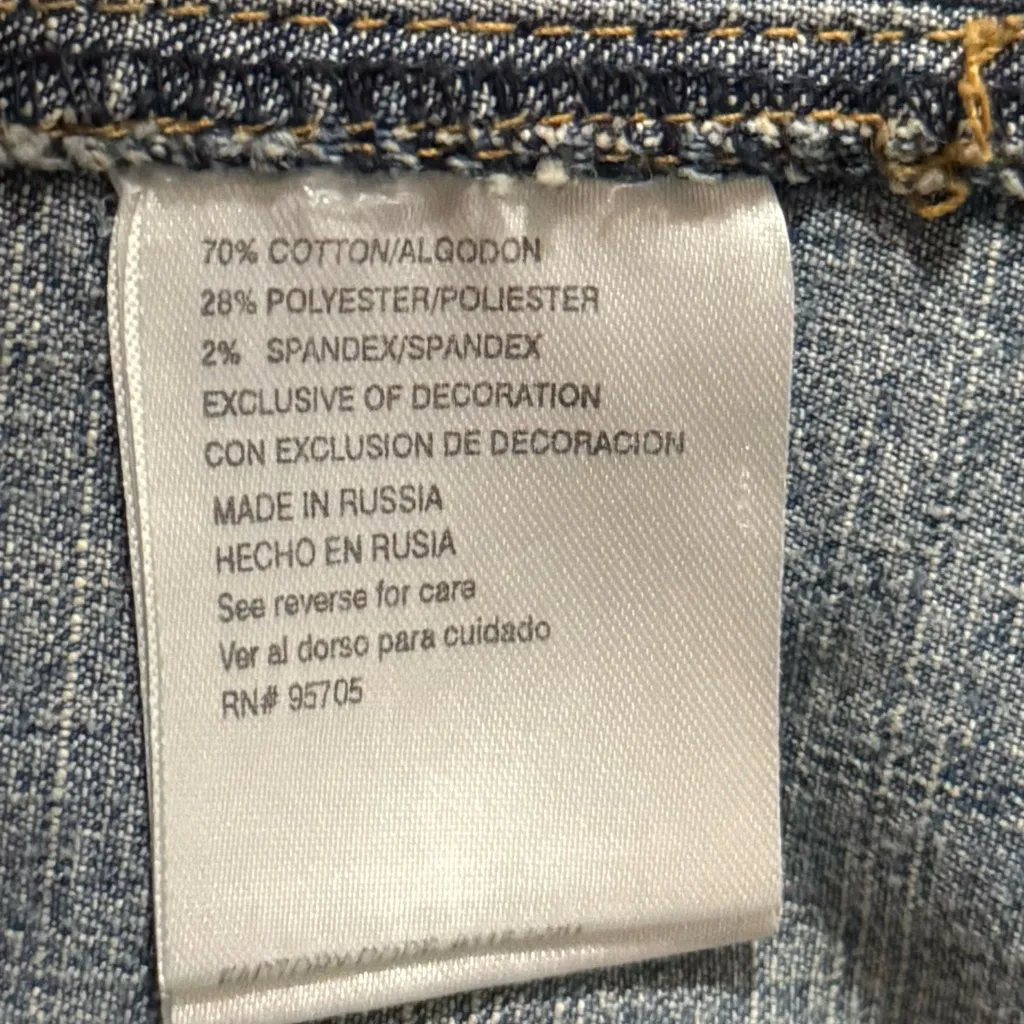 70% COTTON/ALGODON
28% POLYESTER/POLIESTER
2% SPANDEX/SPANDEX
EXCLUSIVE OF DECORATION
CON EXCLUSION DE DECORACION
MADE IN RUSSIA
HECHO EN RUSIA
See reverse for care
Ver al dorso para cuidado
RN# 95705